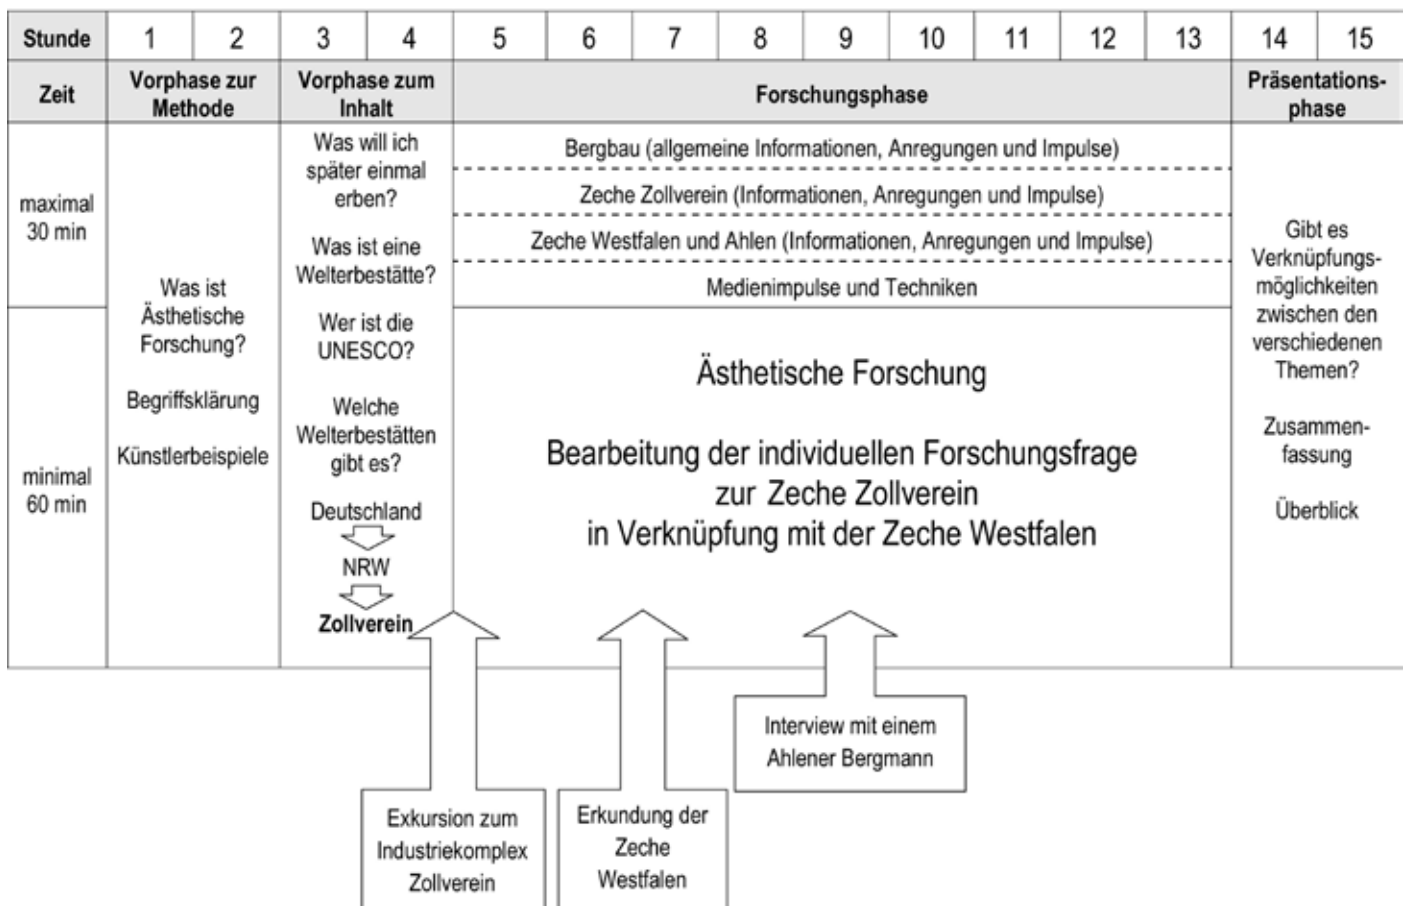 Stunde 1 2 3 4 5 6 7 8 9 10 11 12 13 14 15
Zeit
Vorphase zur
Methode
Vorphase zum
Inhalt
Forschungsphase
Präsentations-
phase
maximal
30 min
minimal
60 min
Was ist
Ästhetische
Forschung?
Begriffsklärung
Künstlerbeispiele
Was will ich
später einmal
erben?
Was ist eine
Welterbestätte?
Wer ist die
UNESCO?
Welche
Welterbestätten
gibt es?
Deutschland
NRW
Zollverein
Bergbau (allgemeine Informationen, Anregungen und Impulse)
Zeche Zollverein (Informationen, Anregungen und Impulse)
Zeche Westfalen und Ahlen (Informationen, Anregungen und Impulse)
Medienimpulse und Techniken
Ästhetische Forschung
Bearbeitung der individuellen Forschungsfrage
zur Zeche Zollverein
in Verknüpfung mit der Zeche Westfalen
Gibt es
Verknüpfungs-
möglichkeiten
zwischen den
verschiedenen
Themen?
Zusammen-
fassung
Überblick
Exkursion zum
Industriekomplex
Zollverein
Erkundung der
Zeche
Westfalen
Interview mit einem
Ahlener Bergmann